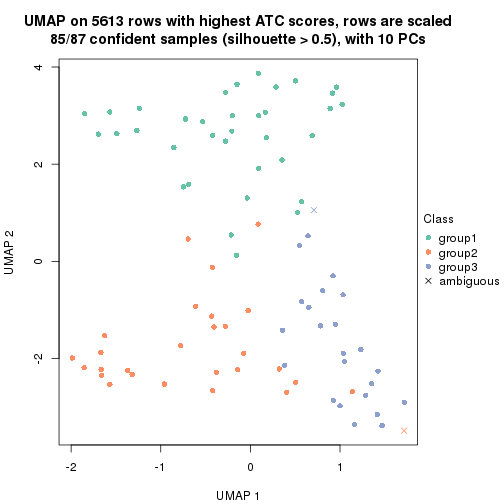 UMAP on 5613 rows with highest ATC scores, rows are scaled
85/87 confident samples (silhouette > 0.5), with 10 PCs
4
2
0
-2
UMAP 2
-2
-1
0
1
UMAP 1
Class
group1
group2
group3
ambiguous